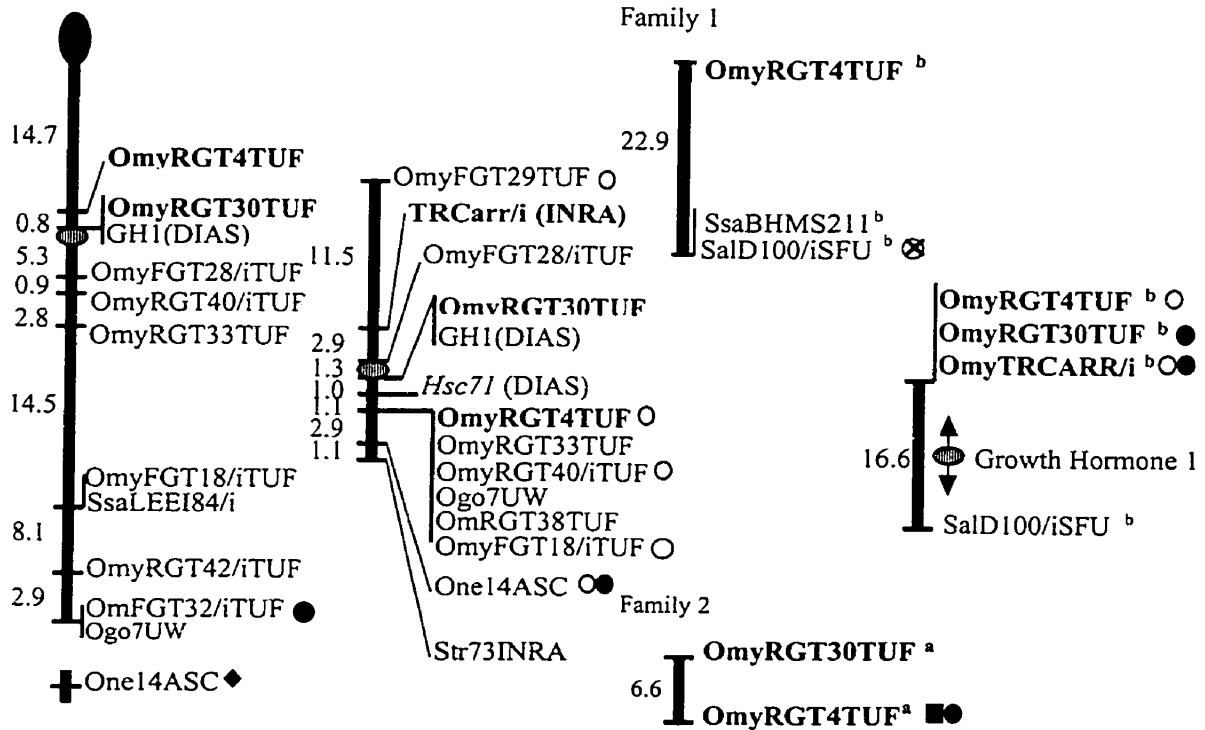 Family 1
14.7
OmyRGT4TUF
0.8
OmyRGT30TUF
GH1(DIAS)
5.3
OmyFGT28/iTUF
0.9
OmyRGT40/iTUF
2.8
OmyRGT33TUF
14.5
OmyFGT18/iTUF
SsaLEEI84/i
8.1
OmyRGT42/iTUF
2.9
OmFGT32/iTUF
Ogo7UW
One14ASC
OmyFGT29TUF
11.5
TRCarr/i (INRA)
OmyFGT28/iTUF
OmyRGT30TUF
GH1(DIAS)
2.9
1.3
1.0
Hsc71 (DIAS)
1.1
OmyRGT4TUF
OmyRGT33TUF
OmyRGT40/iTUF
Ogo7UW
OmRGT38TUF
OmyFGT18/iTUF
2.9
1.1
One14ASC
Str73INRA
OmyRGT4TUF b
22.9
SsaBHMS211 b
SalD100/iSFU b
OmyRGT4TUF b
OmyRGT30TUF b
OmyTRCARR/i b
16.6
Growth Hormone 1
SalD100/iSFU b
Family 2
OmyRGT30TUF a
6.6
OmyRGT4TUF a